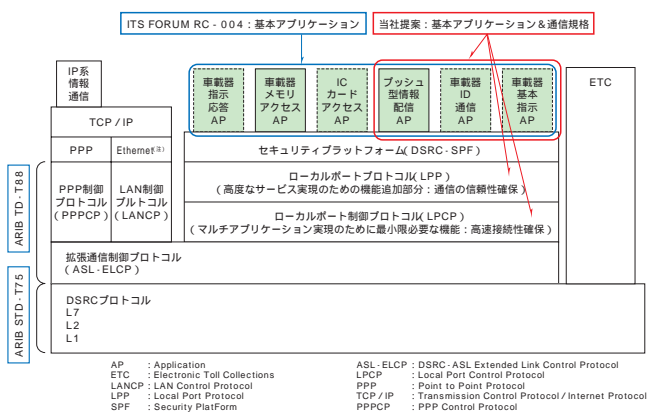 ITS FORUM RC-004：基本アプリケーション
当社提案：基本アプリケーション＆通信規格
IP系
情報
通信
車載器
指示
応答
AP
車載器
メモリ
アクセス
AP
IC
カード
アクセス
AP
プッシュ
型情報
配信
AP
車載器
ID
通信
AP
車載器
基本
指示
AP
ETC
TCP/IP
PPP
Ethernet(注)
セキュリティプラットフォーム(DSRC-SPF)
ARIB TD-T88
PPP制御
プロトコル
(PPPCP)
LAN制御
プルトコル
(LANCP)
ローカルポートプロトコル(LPP)
(高度なサービス実現のための機能追加部分：通信の信頼性確保)
ローカルポート制御プロトコル(LPCP)
(マルチアプリケーション実現のために最小限必要な機能：高速接続性確保)
拡張通信制御プロトコル
(ASL-ELCP)
ARIB STD-T75
DSRCプロトコル
L7
L2
L1
AP : Application
ETC : Electronic Toll Collections
LANCP : LAN Control Protocol
LPP : Local Port Protocol
SPF : Security PlatForm
ASL-ELCP : DSRC-ASL Extended Link Control Protocol
LPCP : Local Port Control Protocol
PPP : Point to Point Protocol
TCP/IP : Transmission Control Protocol/Internet Protocol
PPPCP : PPP Control Protocol